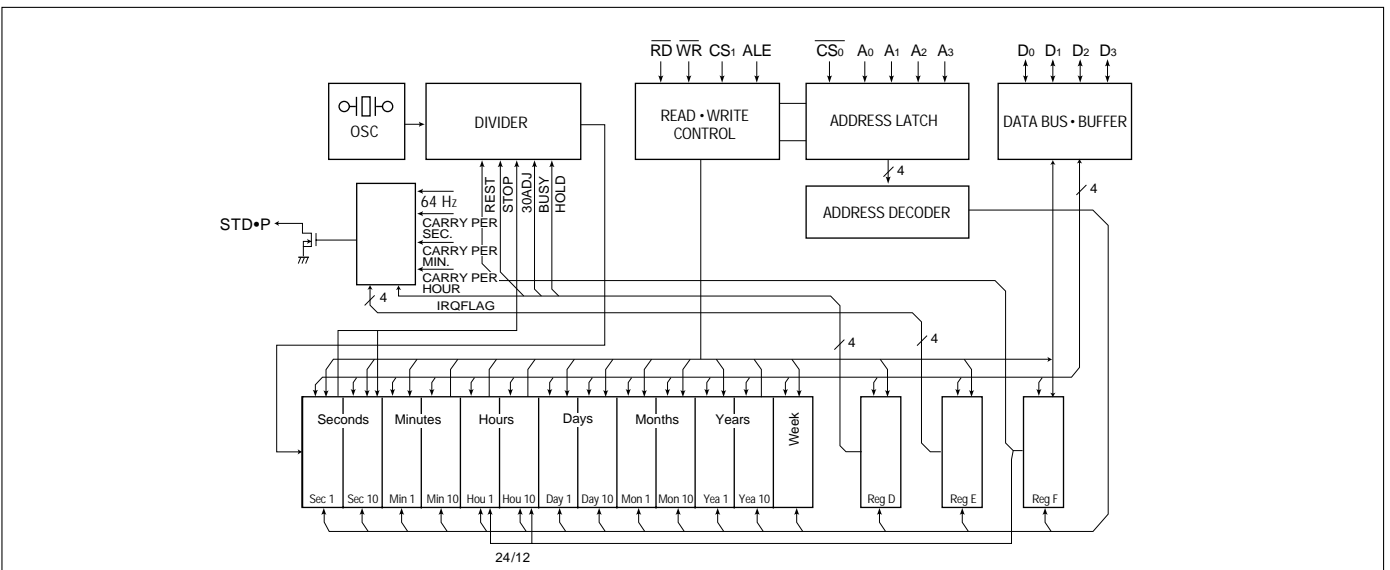 RD WR CS1 ALE CS0 A0 A1 A2 A3 D0 D1 D2 D3
OSC
DIVIDER
READ • WRITE
CONTROL
ADDRESS LATCH
DATA BUS • BUFFER
4
4
ADDRESS DECODER
REST
STOP
30ADJ
BUSY
HOLD
STD•P
64 Hz
CARRY PER
SEC.
CARRY PER
MIN.
CARRY PER
HOUR
4
IRQFLAG
4
4
Seconds Minutes Hours Days Months Years Week
Sec 1 Sec 10 Min 1 Min 10 Hou 1 Hou 10 Day 1 Day 10 Mon 1 Mon 10 Yea 1 Yea 10 Reg D Reg E Reg F
24/12